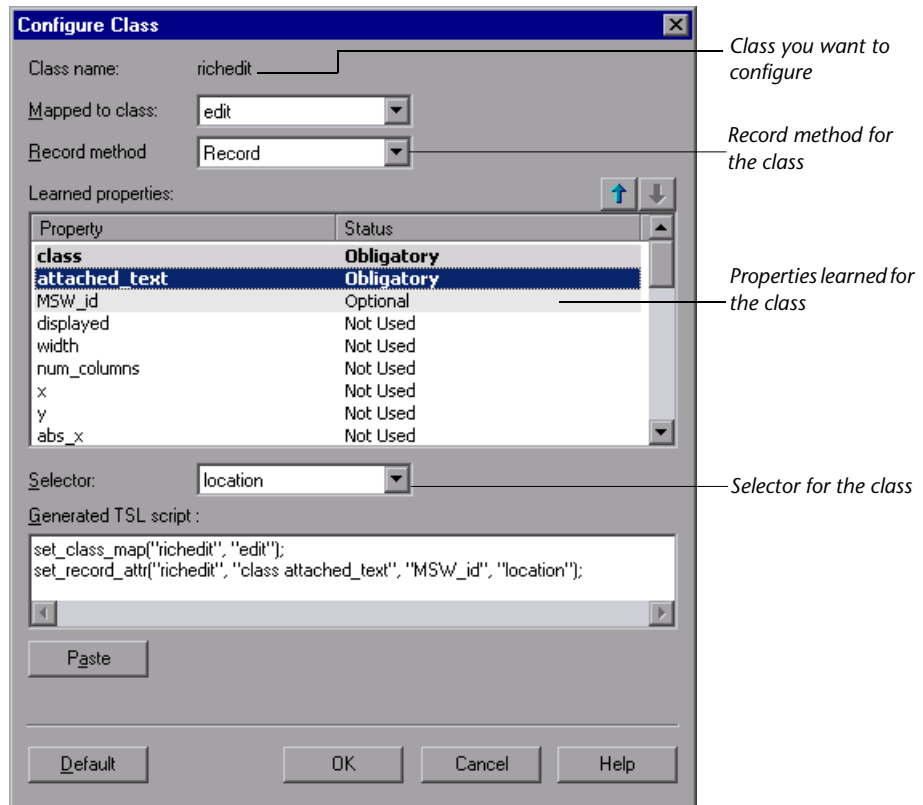 Configure Class
Class name: richedit
Class you want to
configure
Mapped to class: edit
Record method Record
Record method for
the class
Learned properties:
Property Status
class Obligatory
attached_text Obligatory
MSW_id Optional
displayed Not Used
width Not Used
num_columns Not Used
x Not Used
y Not Used
abs_x Not Used
Properties learned for
the class
Selector: location
Selector for the class
Generated TSL script :
set_class_map("richedit", "edit");
set_record_attr("richedit", "class attached_text", "MSW_id", "location");
Paste
Default OK Cancel Help